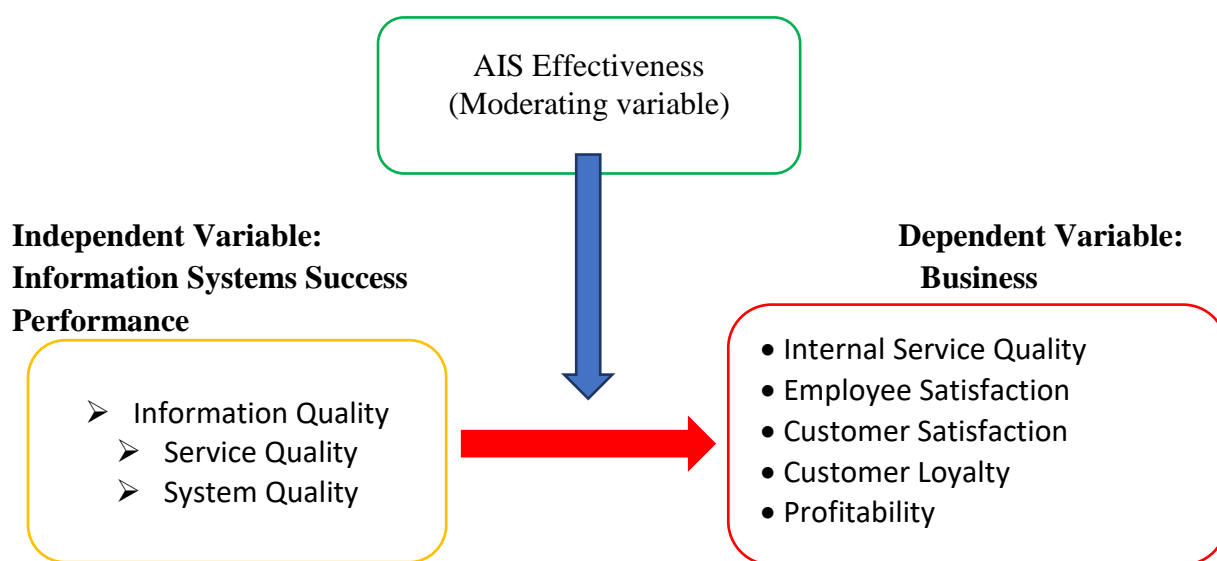 AIS Effectiveness
(Moderating variable)
Independent Variable:
Information Systems Success
Performance
Dependent Variable:
Business
➢ Information Quality
➢ Service Quality
➢ System Quality
• Internal Service Quality
• Employee Satisfaction
• Customer Satisfaction
• Customer Loyalty
• Profitability